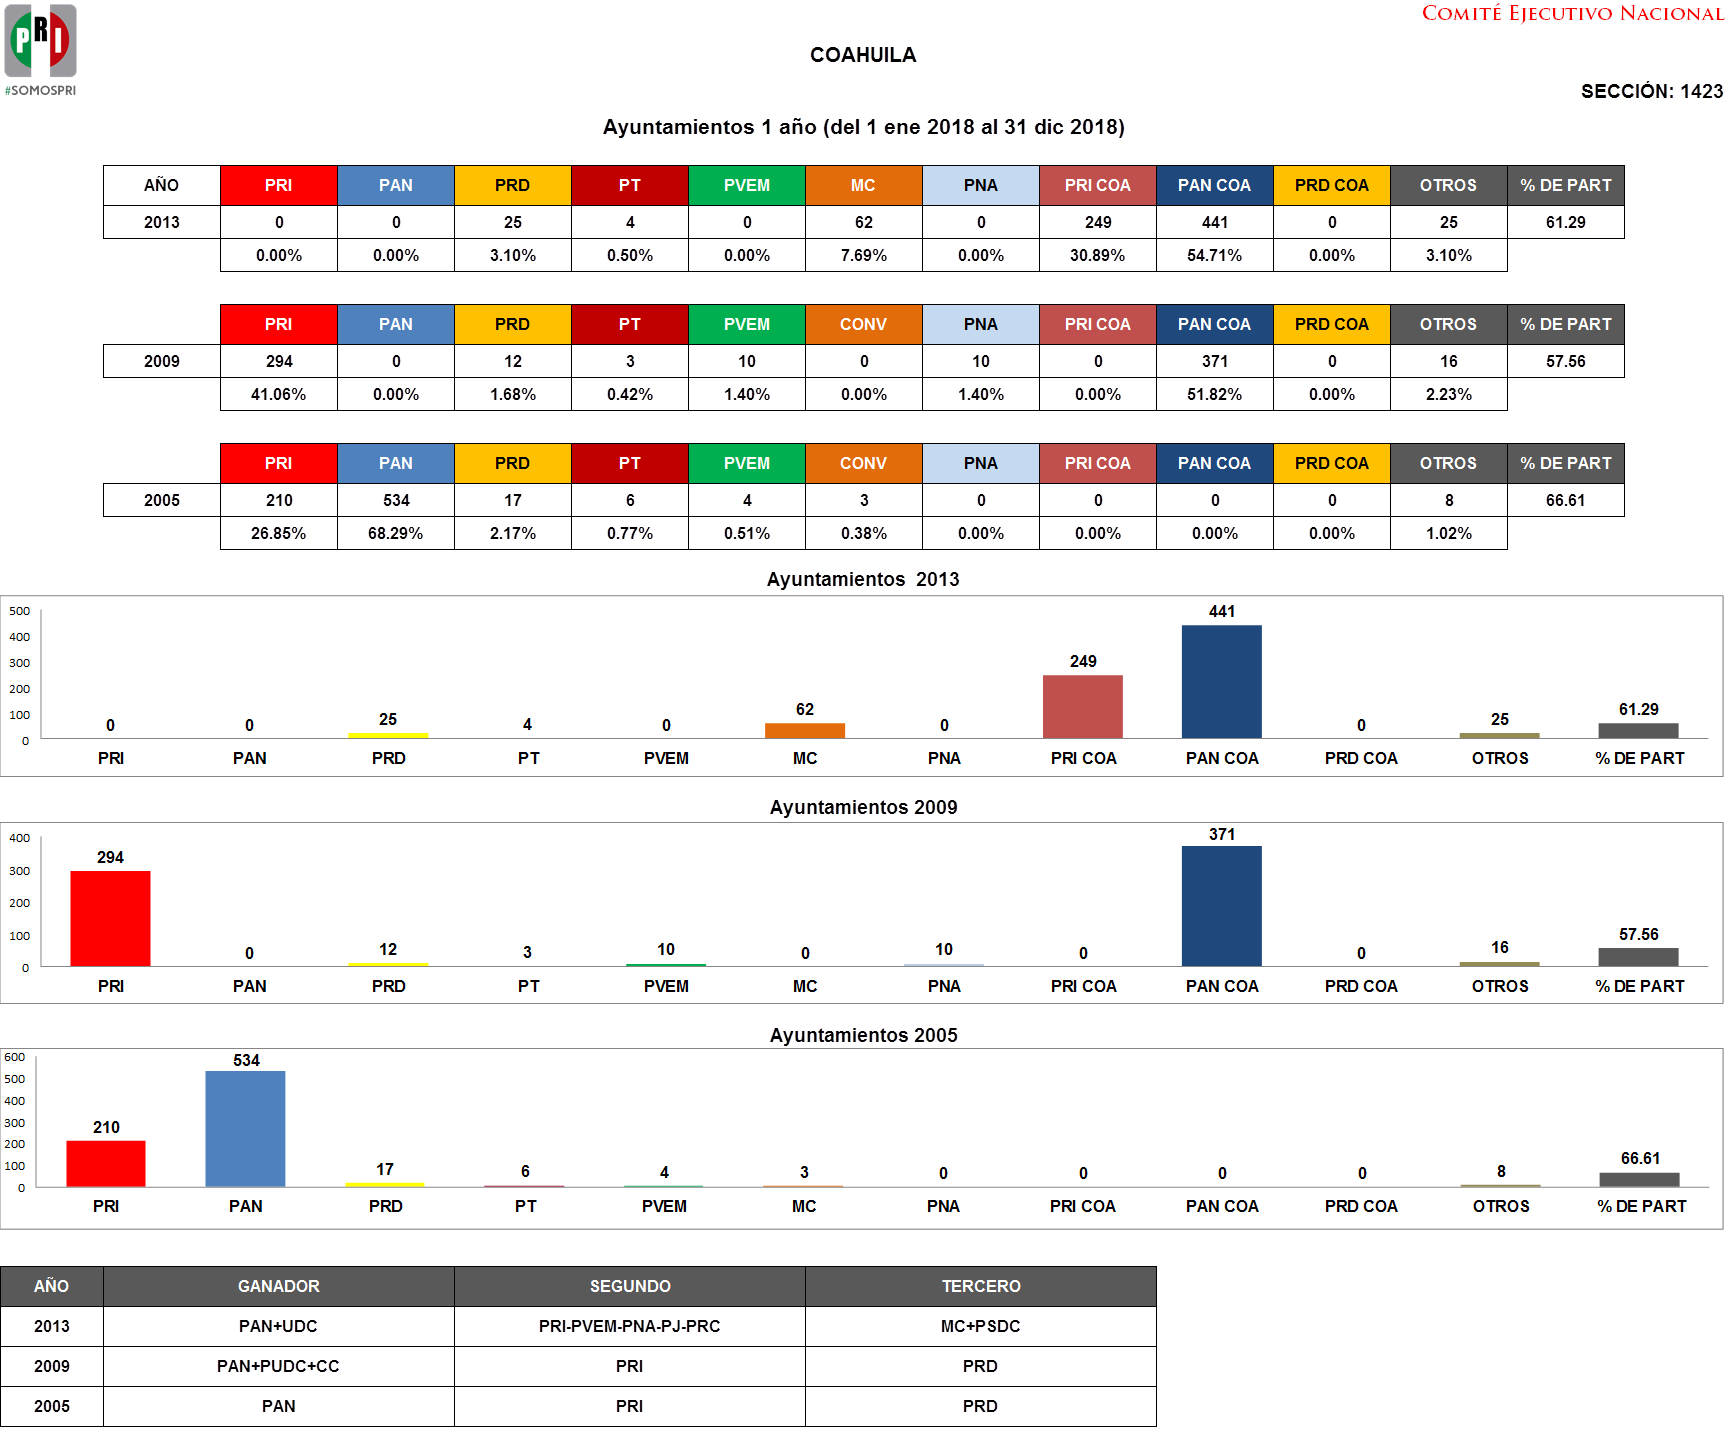 COMITÉ EJECUTIVO NACIONAL
PRI
#SOMOSPRI
COAHUILA
SECCIÓN: 1423
Ayuntamientos 1 año (del 1 ene 2018 al 31 dic 2018)
AÑO PRI PAN PRD PT PVEM MC PNA PRI COA PAN COA PRD COA OTROS % DE PART
2013 0 0 25 4 0 62 0 249 441 0 25 61.29
0.00% 0.00% 3.10% 0.50% 0.00% 7.69% 0.00% 30.89% 54.71% 0.00% 3.10%
PRI PAN PRD PT PVEM CONV PNA PRI COA PAN COA PRD COA OTROS % DE PART
2009 294 0 12 3 10 0 10 0 371 0 16 57.56
41.06% 0.00% 1.68% 0.42% 1.40% 0.00% 1.40% 0.00% 51.82% 0.00% 2.23%
PRI PAN PRD PT PVEM CONV PNA PRI COA PAN COA PRD COA OTROS % DE PART
2005 210 534 17 6 4 3 0 0 0 0 8 66.61
26.85% 68.29% 2.17% 0.77% 0.51% 0.38% 0.00% 0.00% 0.00% 0.00% 1.02%
Ayuntamientos 2013
500
400
300
200
100
0
0 0 25 4 0 62 0 249 441 0 25 61.29
PRI PAN PRD PT PVEM MC PNA PRI COA PAN COA PRD COA OTROS % DE PART
Ayuntamientos 2009
400
300
200
100
0
294 0 12 3 10 0 10 0 371 0 16 57.56
PRI PAN PRD PT PVEM MC PNA PRI COA PAN COA PRD COA OTROS % DE PART
Ayuntamientos 2005
600
500
400
300
200
100
0
210 534 17 6 4 3 0 0 0 0 8 66.61
PRI PAN PRD PT PVEM MC PNA PRI COA PAN COA PRD COA OTROS % DE PART
AÑO GANADOR SEGUNDO TERCERO
2013 PAN+UDC PRI-PVEM-PNA-PJ-PRC MC+PSDC
2009 PAN+PUDC+CC PRI PRD
2005 PAN PRI PRD